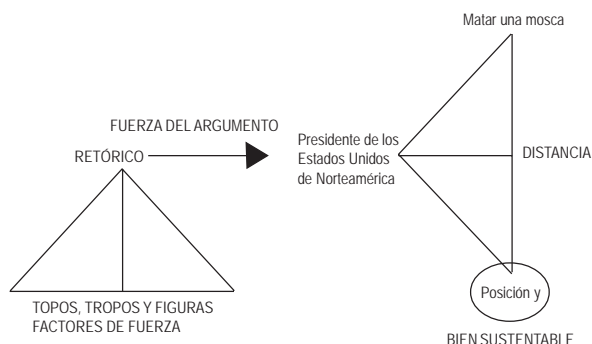 Matar una mosca
FUERZA DEL ARGUMENTO
RETÓRICO
Presidente de los
Estados Unidos
de Norteamérica
DISTANCIA
TOPOS, TROPOS Y FIGURAS
FACTORES DE FUERZA
Posición y
BIEN SUSTENTABLE